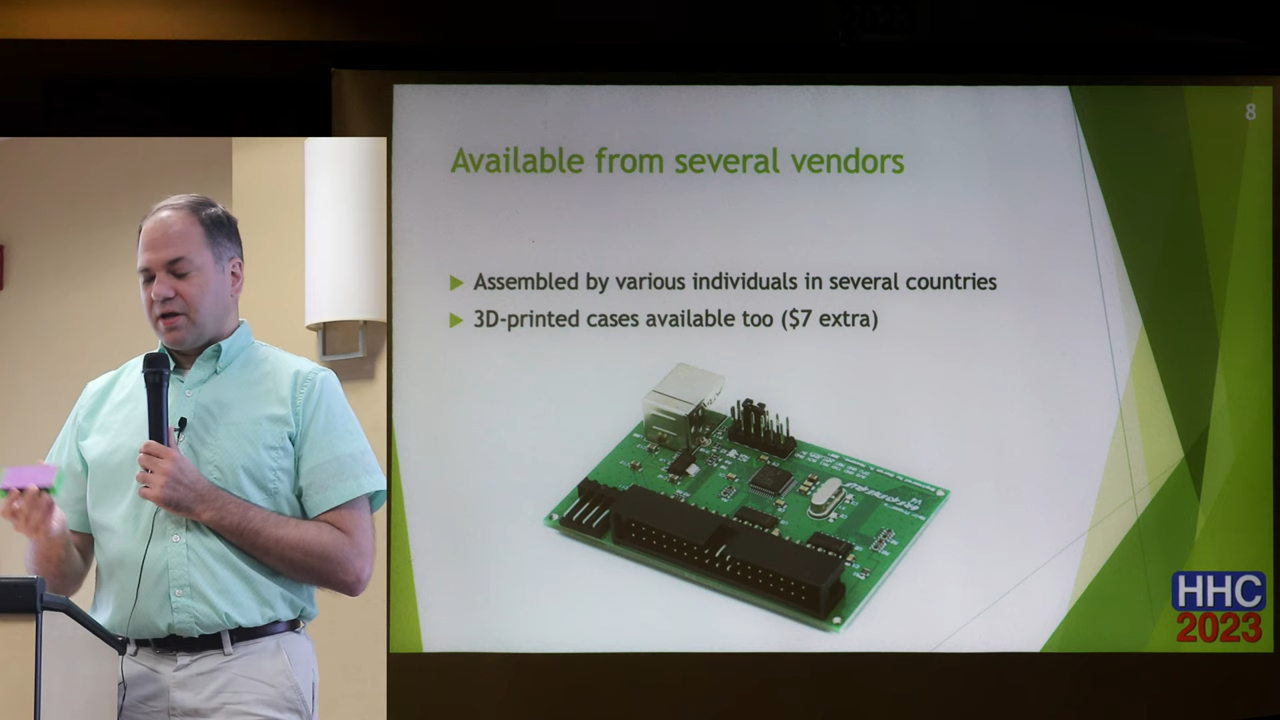 8
Available from several vendors
Assembled by various individuals in several countries
3D-printed cases available too ($7 extra)
HHC
2023